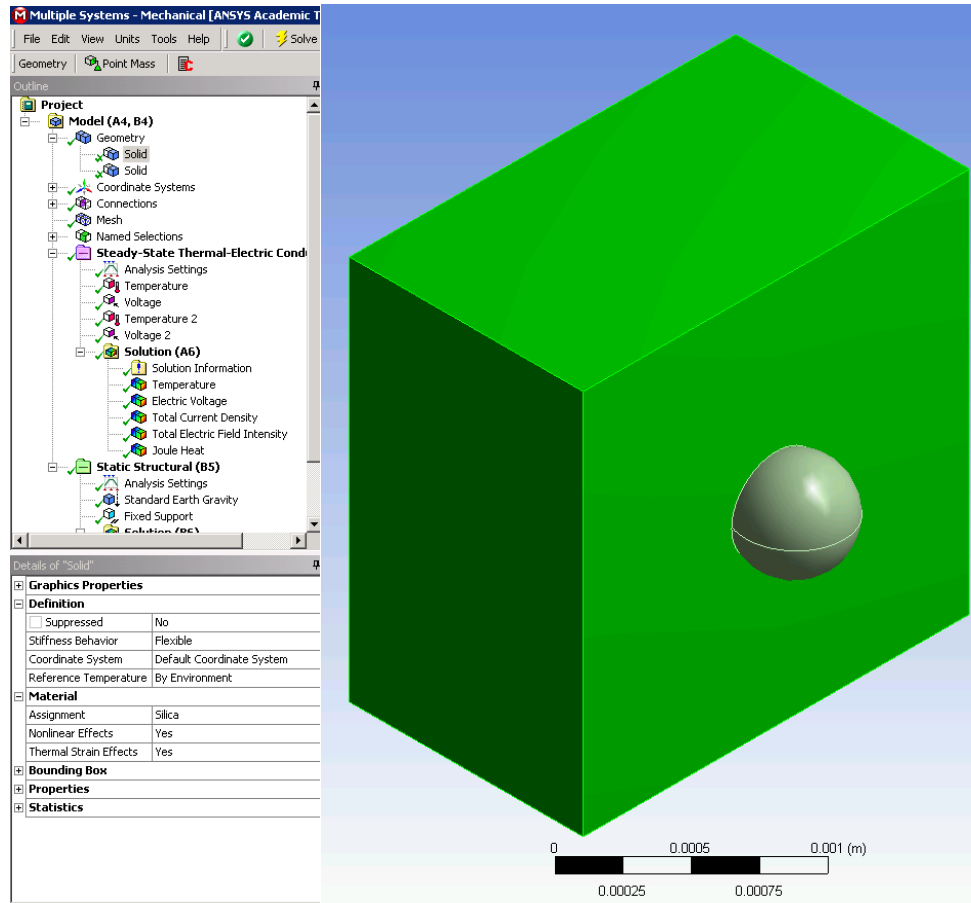 Multiple Systems - Mechanical [ANSYS Academic T
File Edit View Units Tools Help Solve
Geometry Point Mass
Outline
Project
Model (A4, B4)
Geometry
Solid
Solid
Coordinate Systems
Connections
Mesh
Named Selections
Steady-State Thermal-Electric Condu
Analysis Settings
Temperature
Voltage
Temperature 2
Voltage 2
Solution (A6)
Solution Information
Temperature
Electric Voltage
Total Current Density
Total Electric Field Intensity
Joule Heat
Static Structural (B5)
Analysis Settings
Standard Earth Gravity
Fixed Support
Solution (B6)
Details of "Solid"
Graphics Properties
Definition
Suppressed No
Stiffness Behavior Flexible
Coordinate System Default Coordinate System
Reference Temperature By Environment
Material
Assignment Silica
Nonlinear Effects Yes
Thermal Strain Effects Yes
Bounding Box
Properties
Statistics
0 0.0005 0.001 (m)
0.00025 0.00075